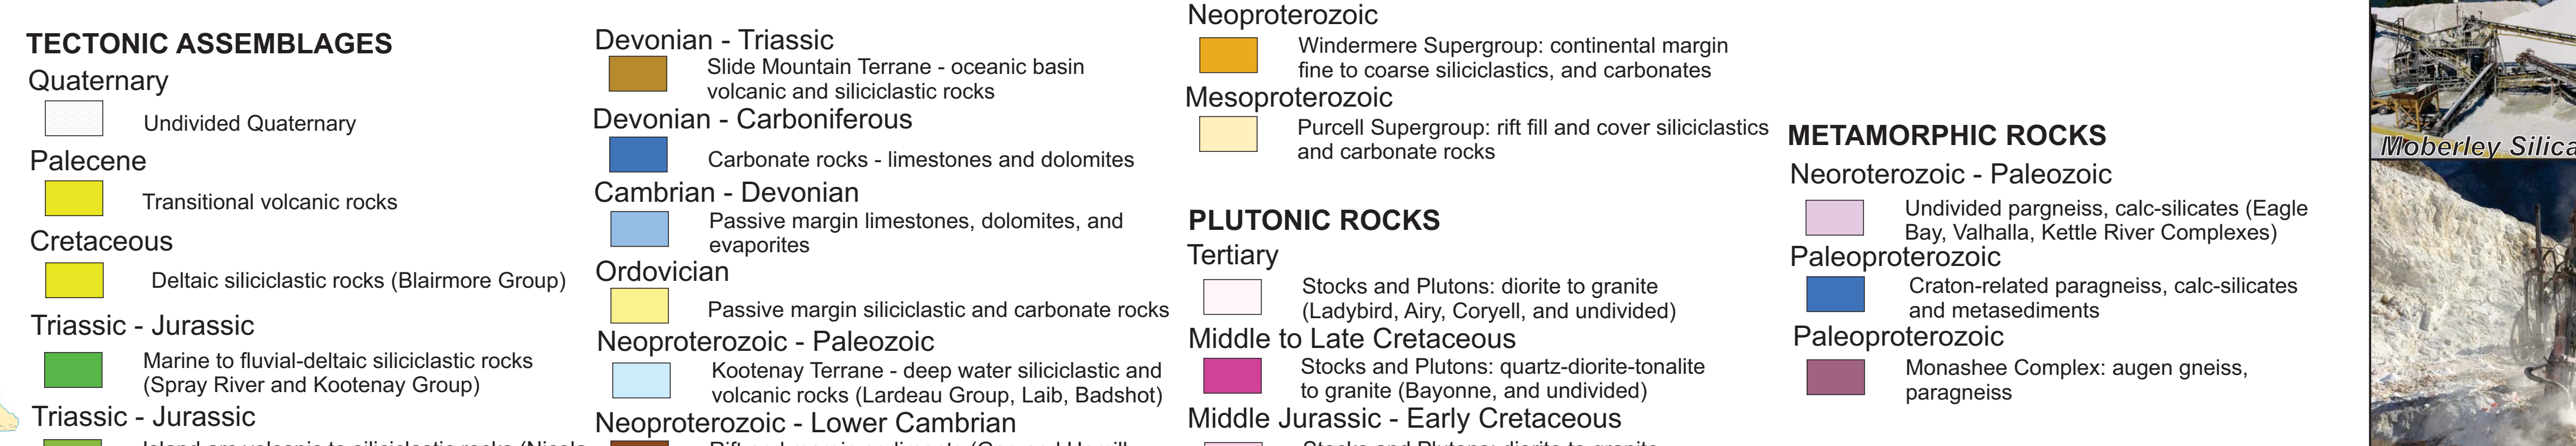 TECTONIC ASSEMBLAGES
Quaternary
Undivided Quaternary
Palecene
Transitional volcanic rocks
Cretaceous
Deltaic siliciclastic rocks (Blairmore Group)
Triassic - Jurassic
Marine to fluvial-deltaic siliciclastic rocks
(Spray River and Kootenay Group)
Triassic - Jurassic
Devonian - Triassic
Slide Mountain Terrane - oceanic basin
volcanic and siliciclastic rocks
Devonian - Carboniferous
Carbonate rocks - limestones and dolomites
Cambrian - Devonian
Passive margin limestones, dolomites, and
evaporites
Ordovician
Passive margin siliciclastic and carbonate rocks
Neoproterozoic - Paleozoic
Kootenay Terrane - deep water siliciclastic and
volcanic rocks (Lardeau Group, Laib, Badshot)
Neoproterozoic - Lower Cambrian
Neoproterozoic
Windermere Supergroup: continental margin
fine to coarse siliciclastics, and carbonates
Mesoproterozoic
Purcell Supergroup: rift fill and cover siliciclastics
and carbonate rocks
PLUTONIC ROCKS
Tertiary
Stocks and Plutons: diorite to granite
(Ladybird, Airy, Coryell, and undivided)
Middle to Late Cretaceous
Stocks and Plutons: quartz-diorite-tonalite
to granite (Bayonne, and undivided)
Middle Jurassic - Early Cretaceous
Stocks and Plutons: diorite to granite
METAMORPHIC ROCKS
Neoroterozoic - Paleozoic
Undivided pargneiss, calc-silicates (Eagle
Bay, Valhalla, Kettle River Complexes)
Paleoproterozoic
Craton-related paragneiss, calc-silicates
and metasediments
Paleoproterozoic
Monashee Complex: augen gneiss,
paragneiss
Moberley Silica